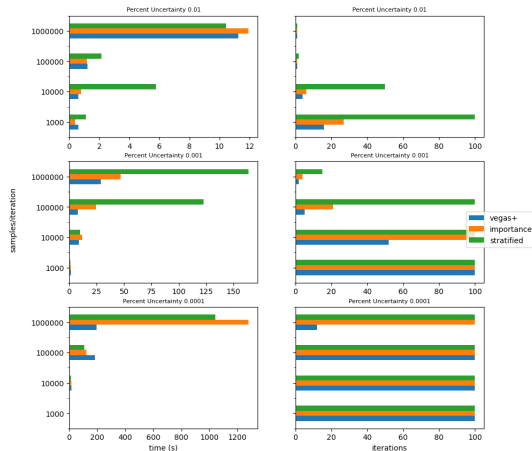 Percent Uncertainty 0.01
Percent Uncertainty 0.01
1000000
100000
10000
1000
0 2 4 6 8 10 12
0 20 40 60 80 100
Percent Uncertainty 0.001
Percent Uncertainty 0.001
samples/iteration
1000000
100000
10000
1000
0 25 50 75 100 125 150
0 20 40 60 80 100
vegas+
importance
stratified
Percent Uncertainty 0.0001
Percent Uncertainty 0.0001
1000000
100000
10000
1000
0 200 400 600 800 1000 1200
0 20 40 60 80 100
time (s)
iterations